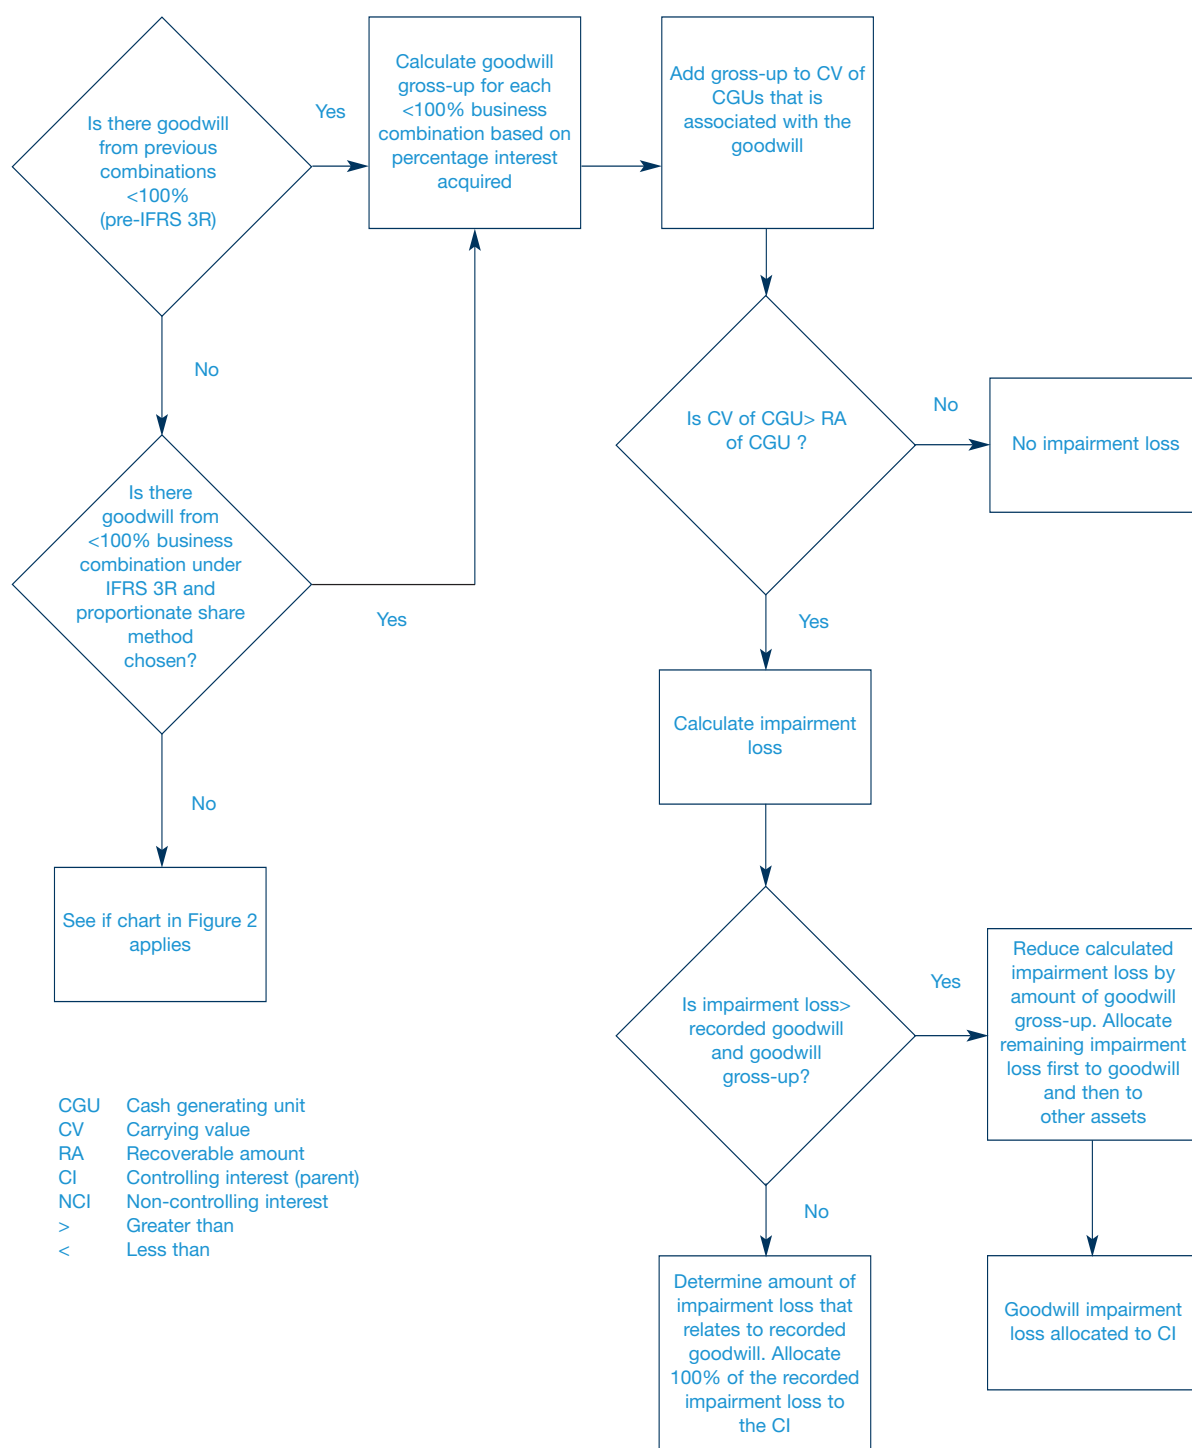 Is there goodwill
from previous
combinations
<100%
(pre-IFRS 3R)
Yes
Calculate goodwill
gross-up for each
<100% business
combination based on
percentage interest
acquired
Add gross-up to CV of
CGUs that is
associated with the
goodwill
No
Is there
goodwill from
<100% business
combination under
IFRS 3R and
proportionate share
method
chosen?
Yes
No
See if chart in Figure 2
applies
Is CV of CGU> RA
of CGU ?
No
No impairment loss
Yes
Calculate impairment
loss
Is impairment loss>
recorded goodwill
and goodwill
gross-up?
Yes
Reduce calculated
impairment loss by
amount of goodwill
gross-up. Allocate
remaining impairment
loss first to goodwill
and then to
other assets
No
Determine amount of
impairment loss that
relates to recorded
goodwill. Allocate
100% of the recorded
impairment loss to
the CI
Goodwill impairment
loss allocated to CI
CGU Cash generating unit
CV Carrying value
RA Recoverable amount
CI Controlling interest (parent)
NCI Non-controlling interest
> Greater than
< Less than